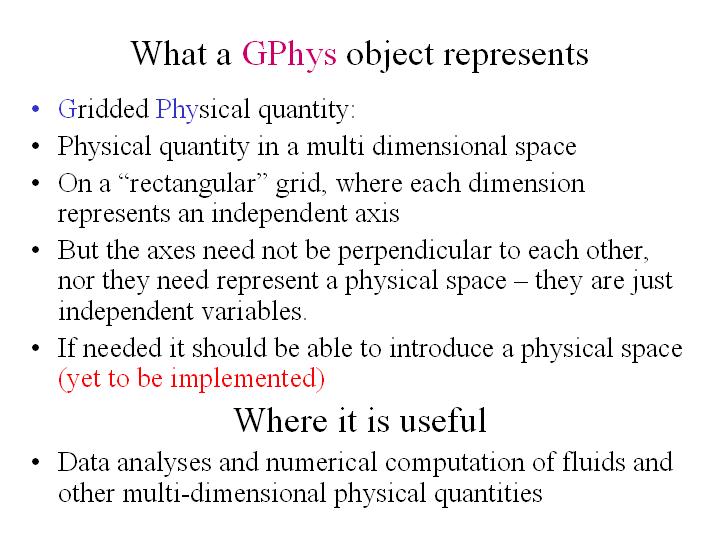 What a GPhys object represents
• Gridded Physical quantity:
• Physical quantity in a multi dimensional space
• On a “rectangular” grid, where each dimension
represents an independent axis
• But the axes need not be perpendicular to each other,
nor they need represent a physical space – they are just
independent variables.
• If needed it should be able to introduce a physical space
(yet to be implemented)
Where it is useful
• Data analyses and numerical computation of fluids and
other multi-dimensional physical quantities